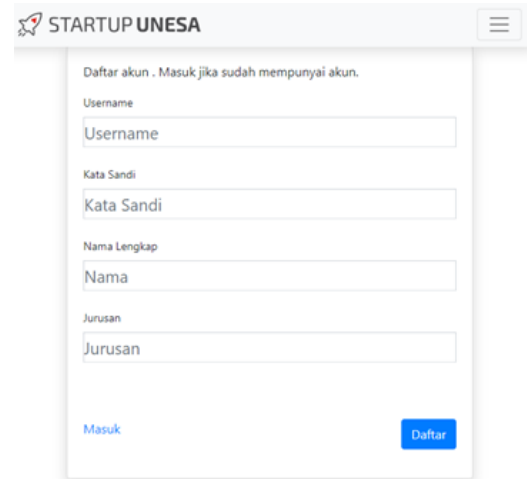 STARTUP UNESA
Daftar akun . Masuk jika sudah mempunyai akun.
Username
Username
Kata Sandi
Kata Sandi
Nama Lengkap
Nama
Jurusan
Jurusan
Masuk
Daftar